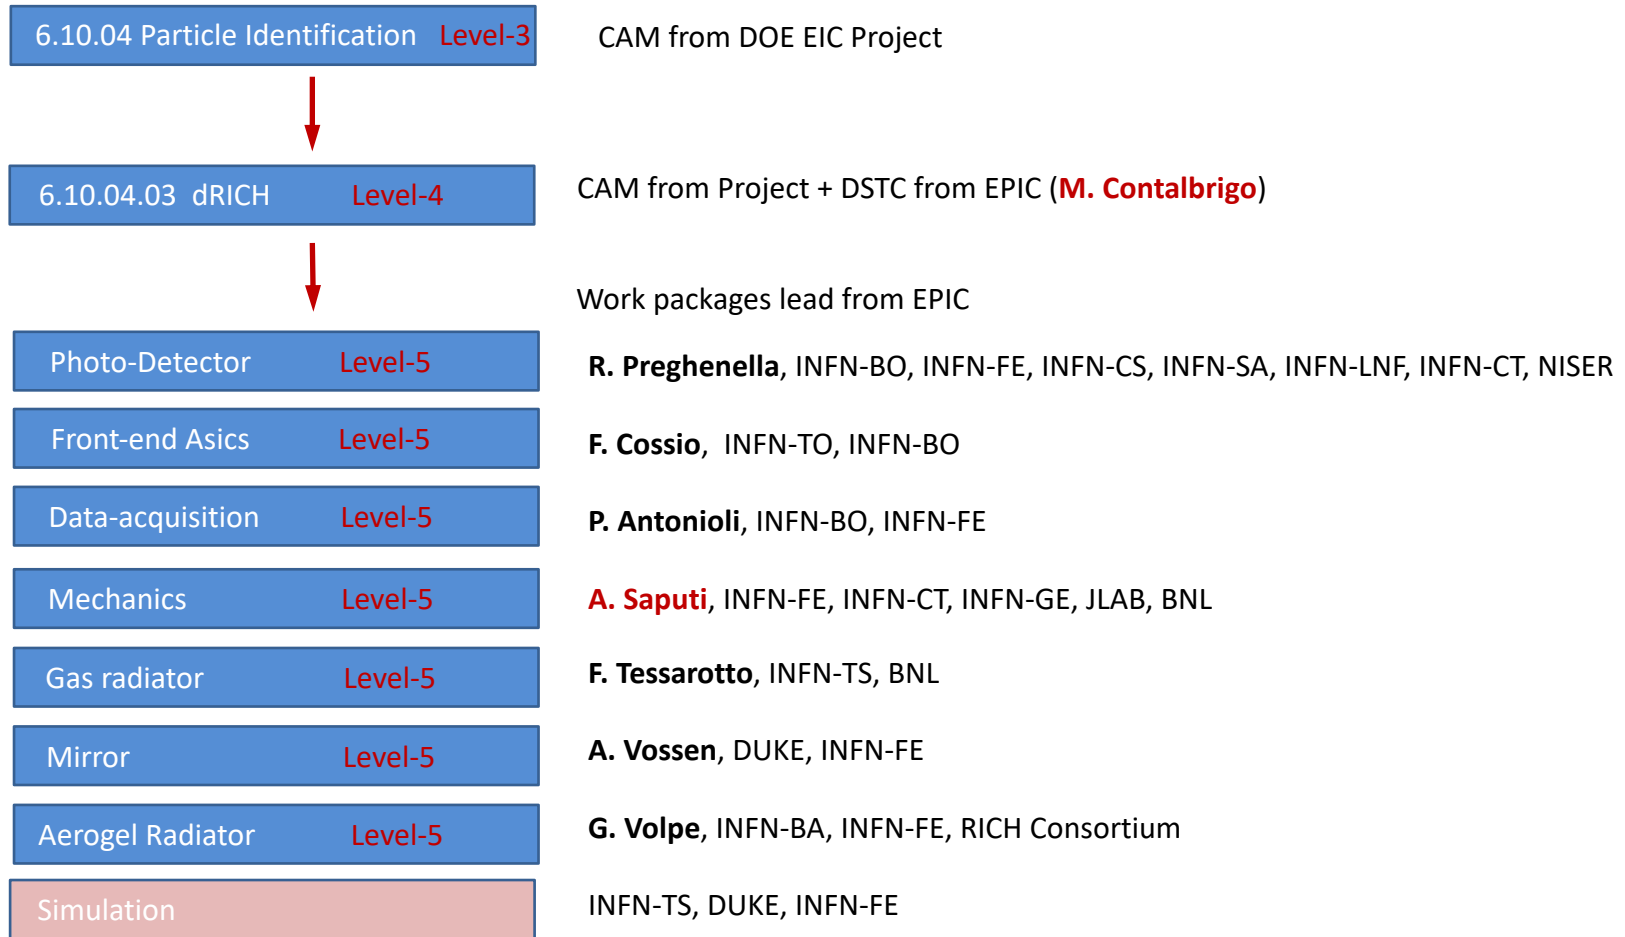 6.10.04 Particle Identification Level-3 CAM from DOE EIC Project
6.10.04.03 dRICH Level-4 CAM from Project + DSTC from EPIC (M. Contalbrigo)
Work packages lead from EPIC
Photo-Detector Level-5 R. Preghenella, INFN-BO, INFN-FE, INFN-CS, INFN-SA, INFN-LNF, INFN-CT, NISER
Front-end Asics Level-5 F. Cossio, INFN-TO, INFN-BO
Data-acquisition Level-5 P. Antonioli, INFN-BO, INFN-FE
Mechanics Level-5 A. Saputi, INFN-FE, INFN-CT, INFN-GE, JLAB, BNL
Gas radiator Level-5 F. Tessarotto, INFN-TS, BNL
Mirror Level-5 A. Vossen, DUKE, INFN-FE
Aerogel Radiator Level-5 G. Volpe, INFN-BA, INFN-FE, RICH Consortium
Simulation INFN-TS, DUKE, INFN-FE